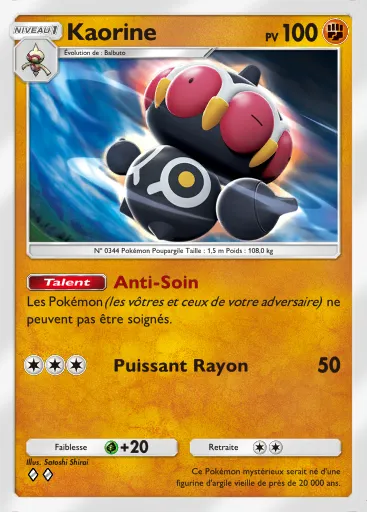 NIVEAU 1
Kaorine
PV 100
Évolution de : Balbuto
N° 0344 Pokémon Poupargile Taille : 1,5 m Poids : 108,0 kg
Talent Anti-Soin
Les Pokémon (les vôtres et ceux de votre adversaire) ne
peuvent pas être soignés.
Puissant Rayon 50
Faiblesse +20 Retraite
Illus. Satoshi Shirai
Ce Pokémon mystérieux serait né d'une
figurine d'argile vieille de près de 20 000 ans.